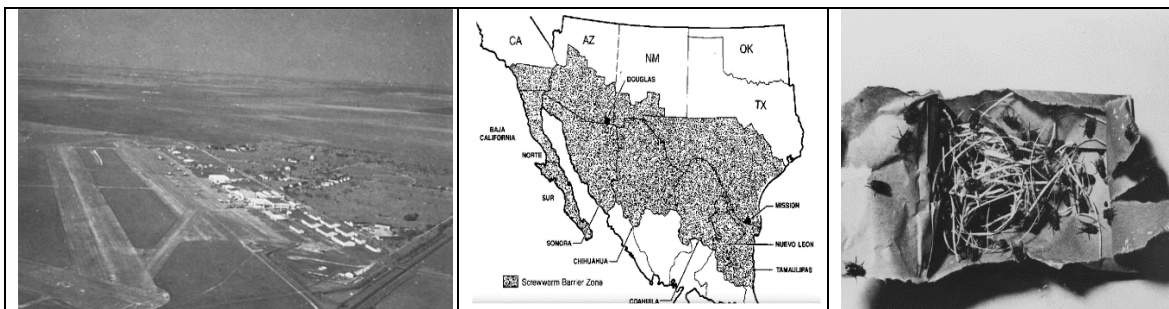 CA
AZ
NM
OK
DOUGLAS
TX
BAJA
CALIFORNIA
NORTE
SUR
MISSION
SONORA
NUEVO LEON
CHIHUAHUA
TAMAULIPAS
Screwworm Barrier Zone
COAHUILA